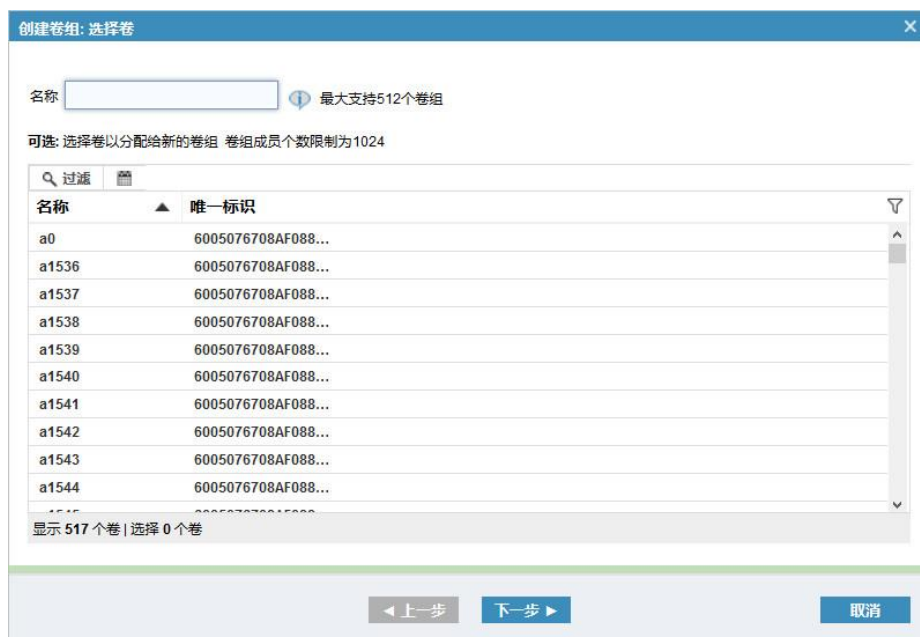 创建卷组: 选择卷
名称
最大支持512个卷组
可选: 选择卷以分配给新的卷组 卷组成员个数限制为1024
过滤
名称 唯一标识
a0 6005076708AF088...
a1536 6005076708AF088...
a1537 6005076708AF088...
a1538 6005076708AF088...
a1539 6005076708AF088...
a1540 6005076708AF088...
a1541 6005076708AF088...
a1542 6005076708AF088...
a1543 6005076708AF088...
a1544 6005076708AF088...
显示 517 个卷 | 选择 0 个卷
上一步 下一步 取消